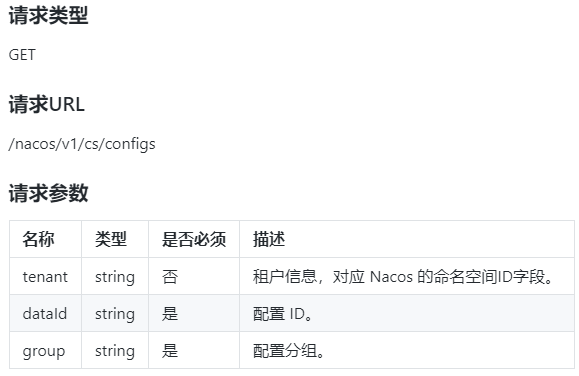 请求类型
GET
请求URL
/nacos/v1/cs/configs
请求参数
名称 类型 是否必须 描述
tenant string 否 租户信息，对应 Nacos 的命名空间ID字段。
dataId string 是 配置 ID。
group string 是 配置分组。